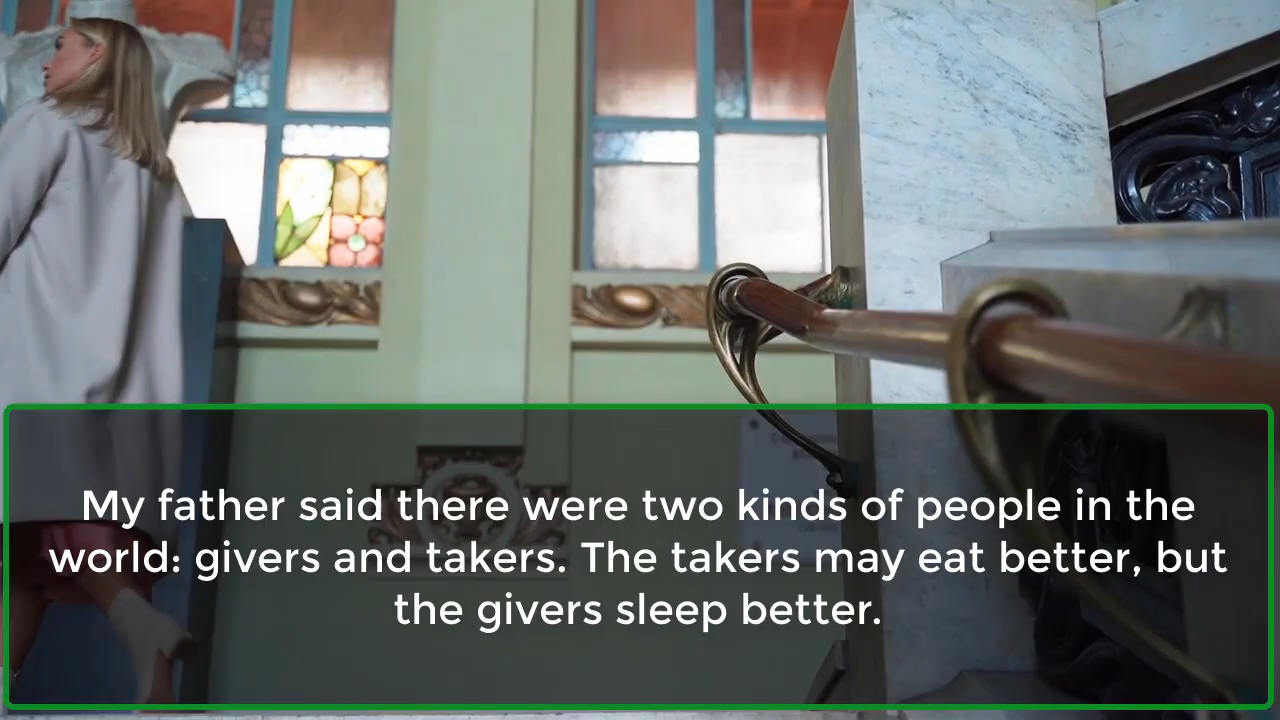 My father said there were two kinds of people in the
world: givers and takers. The takers may eat better, but
the givers sleep better.